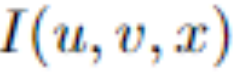 I(u, v, x)